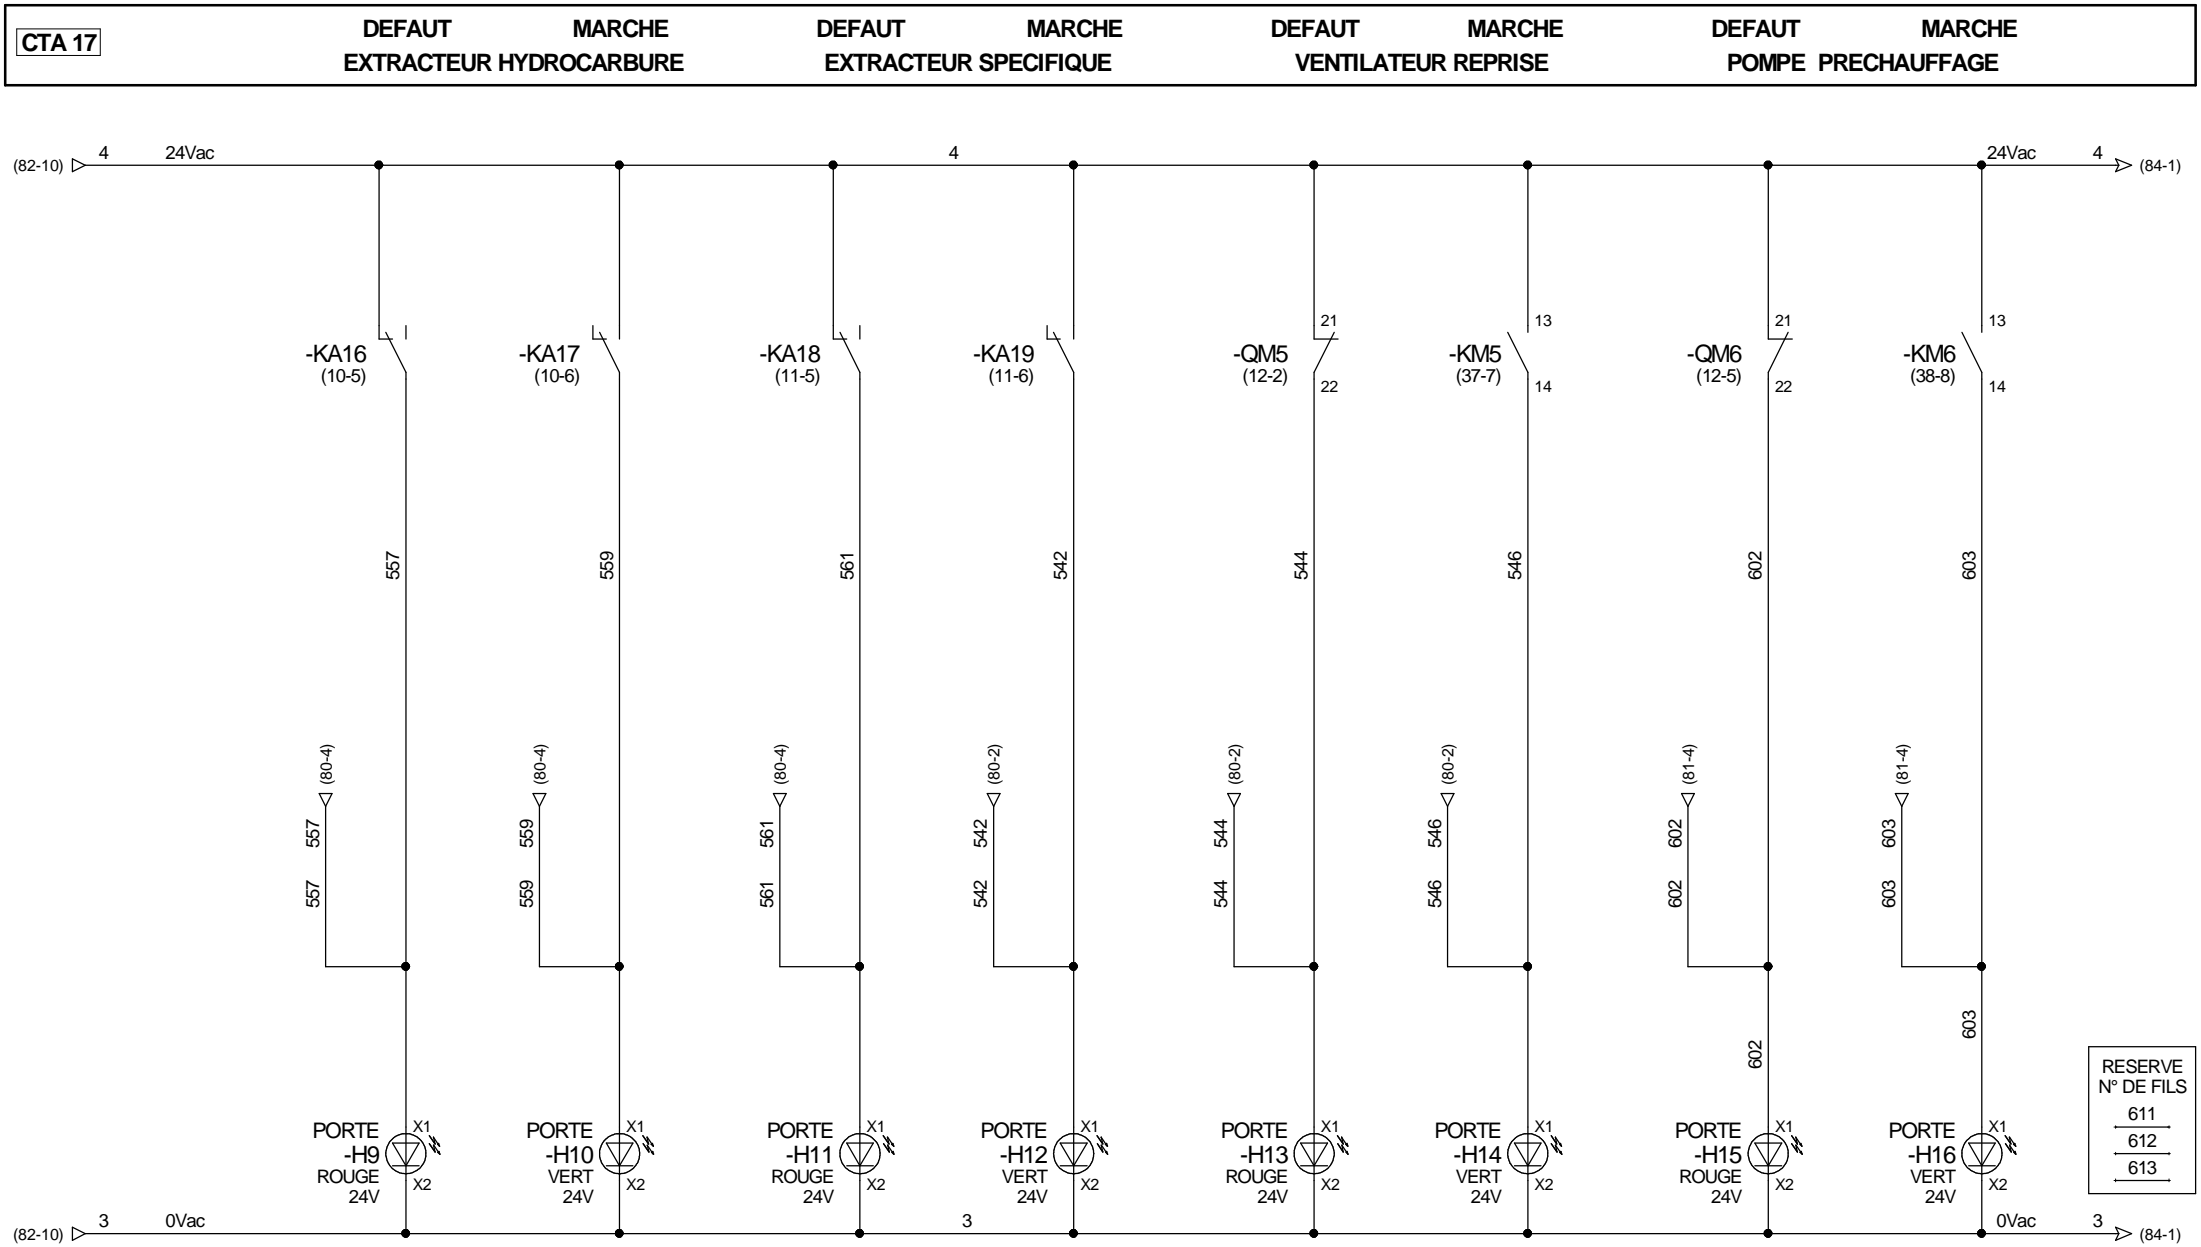 CTA 17
DEFAUT MARCHE DEFAUT MARCHE DEFAUT MARCHE DEFAUT MARCHE
EXTRACTEUR HYDROCARBURE EXTRACTEUR SPECIFIQUE VENTILATEUR REPRISE POMPE PRECHAUFFAGE
(82-10) 4 24Vac 4 24Vac 4 (84-1)
21 13 21 13
-KA16 -KA17 -KA18 -KA19 -QM5 -KM5 -QM6 -KM6
(10-5) (10-6) (11-5) (11-6) (12-2) (37-7) (12-5) (38-8)
22 14 22 14
557 559 561 542 544 546 602 603
(80-4) (80-4) (80-4) (80-2) (80-2) (80-2) (81-4) (81-4)
557 559 561 542 544 546 602 603
557 559 561 542 544 546 602 603
603
602
RESERVE
N° DE FILS
611
612
613
PORTE X1 PORTE X1 PORTE X1 PORTE X1 PORTE X1 PORTE X1 PORTE X1 PORTE X1
-H9 -H10 -H11 -H12 -H13 -H14 -H15 -H16
ROUGE X2 VERT X2 ROUGE X2 VERT X2 ROUGE X2 VERT X2 ROUGE X2 VERT X2
24V 24V 24V 24V 24V 24V 24V 24V
(82-10) 3 0Vac 3 0Vac 3 (84-1)